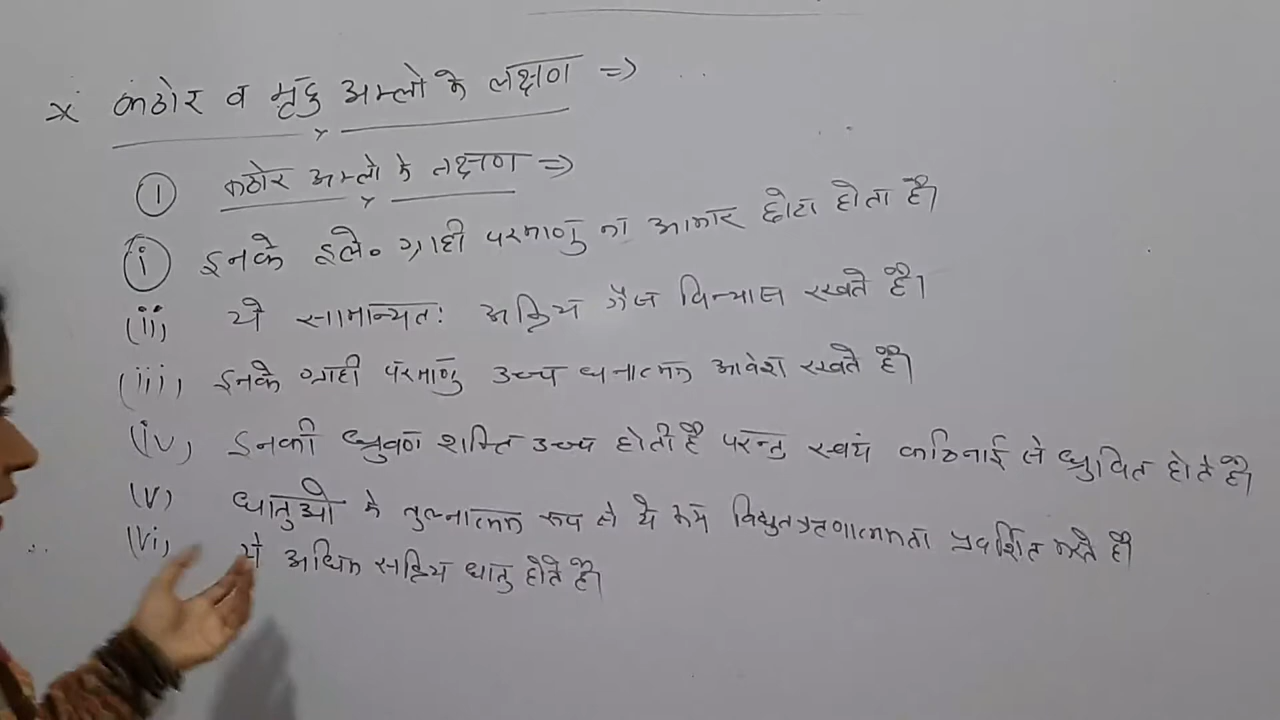 x कठोर व मृदु अम्लो के लक्षण =>
1 कठोर अम्लो के लक्षण =>
i इनके इले० ग्राही परमाणु का आकार छोटा होता है।
(ii) ये सामान्यत: अक्रिय गैस विन्यास रखते है।
(iii) इनके ग्राही परमाणु उच्च धनात्मक आवेश रखते है।
(iv) इनकी ध्रुवण शक्ति उच्च होती है परन्तु स्वयं कठिनाई से ध्रुवित होते है।
(v) धातुओ के तुलनात्मक रूप से ये कम विद्युतऋणात्मकता प्रदर्शित करते है।
(vi) ये अधिक सक्रिय धातु होते है।